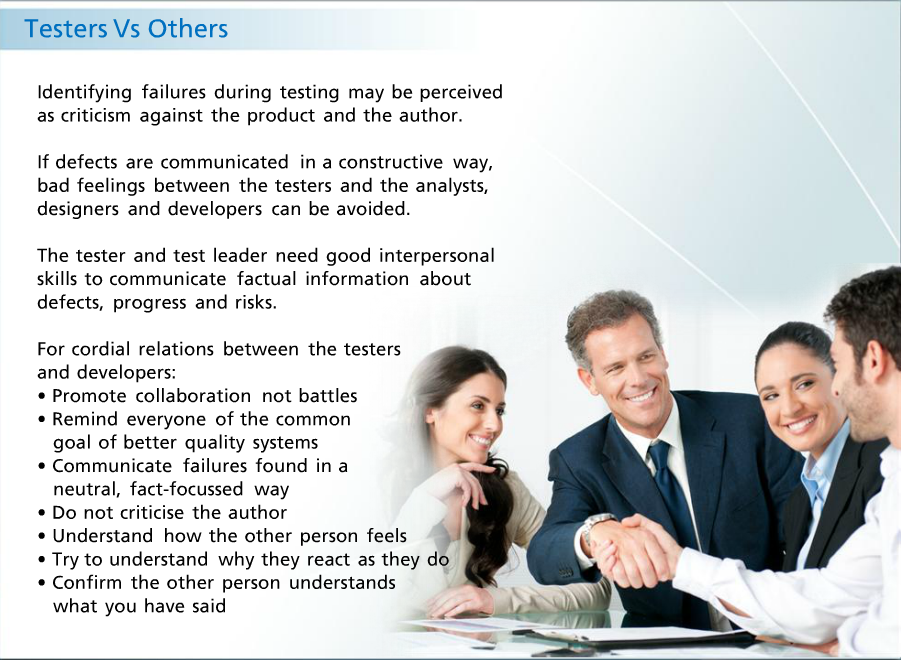 Testers Vs Others
Identifying failures during testing may be perceived
as criticism against the product and the author.
If defects are communicated in a constructive way,
bad feelings between the testers and the analysts,
designers and developers can be avoided.
The tester and test leader need good interpersonal
skills to communicate factual information about
defects, progress and risks.
For cordial relations between the testers
and developers:
• Promote collaboration not battles
• Remind everyone of the common
goal of better quality systems
• Communicate failures found in a
neutral, fact-focussed way
• Do not criticise the author
• Understand how the other person feels
• Try to understand why they react as they do
• Confirm the other person understands
what you have said